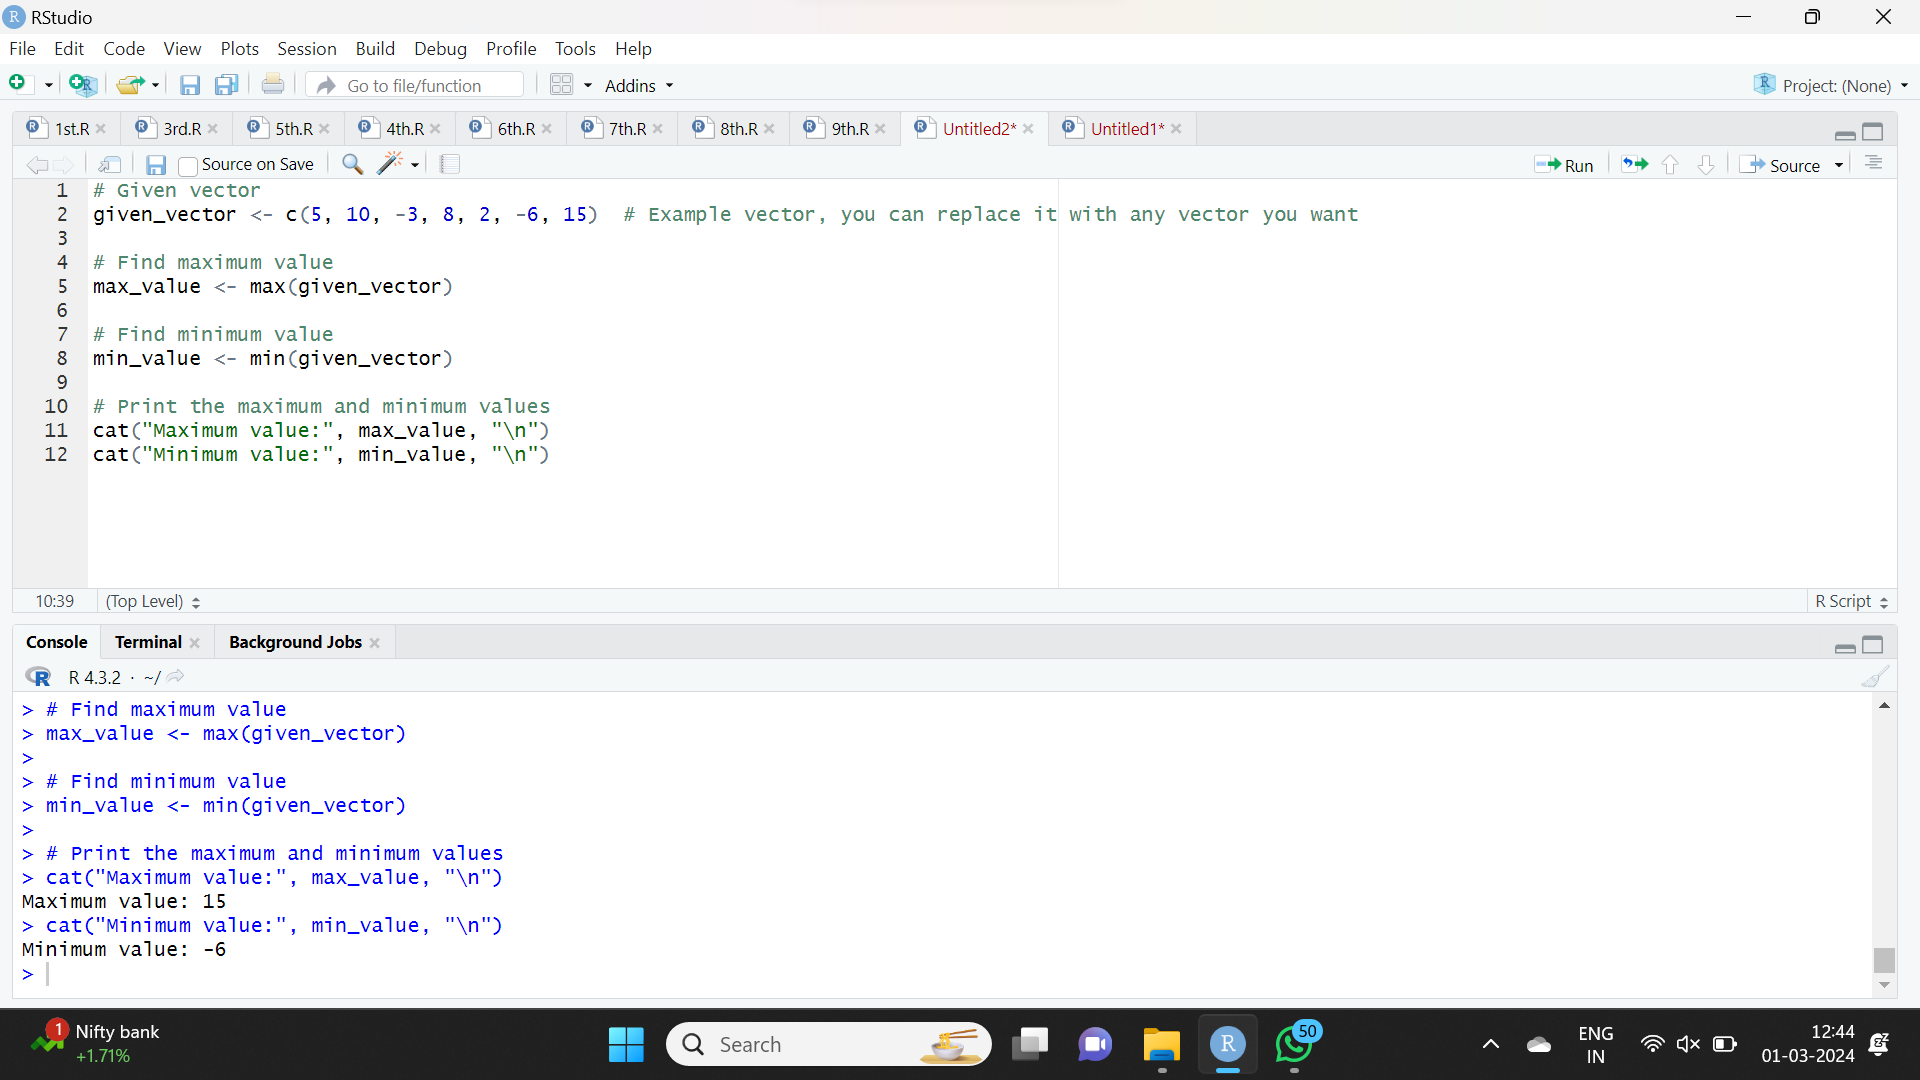 RStudio
File Edit Code View Plots Session Build Debug Profile Tools Help
Go to file/function Addins Project: (None)
1st.R 3rd.R 5th.R 4th.R 6th.R 7th.R 8th.R 9th.R Untitled2* Untitled1*
Source on Save Run Source
1 # Given vector
2 given_vector <- c(5, 10, -3, 8, 2, -6, 15)  # Example vector, you can replace it with any vector you want
3
4 # Find maximum value
5 max_value <- max(given_vector)
6
7 # Find minimum value
8 min_value <- min(given_vector)
9
10 # Print the maximum and minimum values
11 cat("Maximum value:", max_value, "\n")
12 cat("Minimum value:", min_value, "\n")
10:39 (Top Level) R Script
Console Terminal Background Jobs
R R 4.3.2 · ~/
> # Find maximum value
> max_value <- max(given_vector)
>
> # Find minimum value
> min_value <- min(given_vector)
>
> # Print the maximum and minimum values
> cat("Maximum value:", max_value, "\n")
Maximum value: 15
> cat("Minimum value:", min_value, "\n")
Minimum value: -6
>
1 Nifty bank
+1.71%
Search
R
50
ENG
IN
12:44
01-03-2024